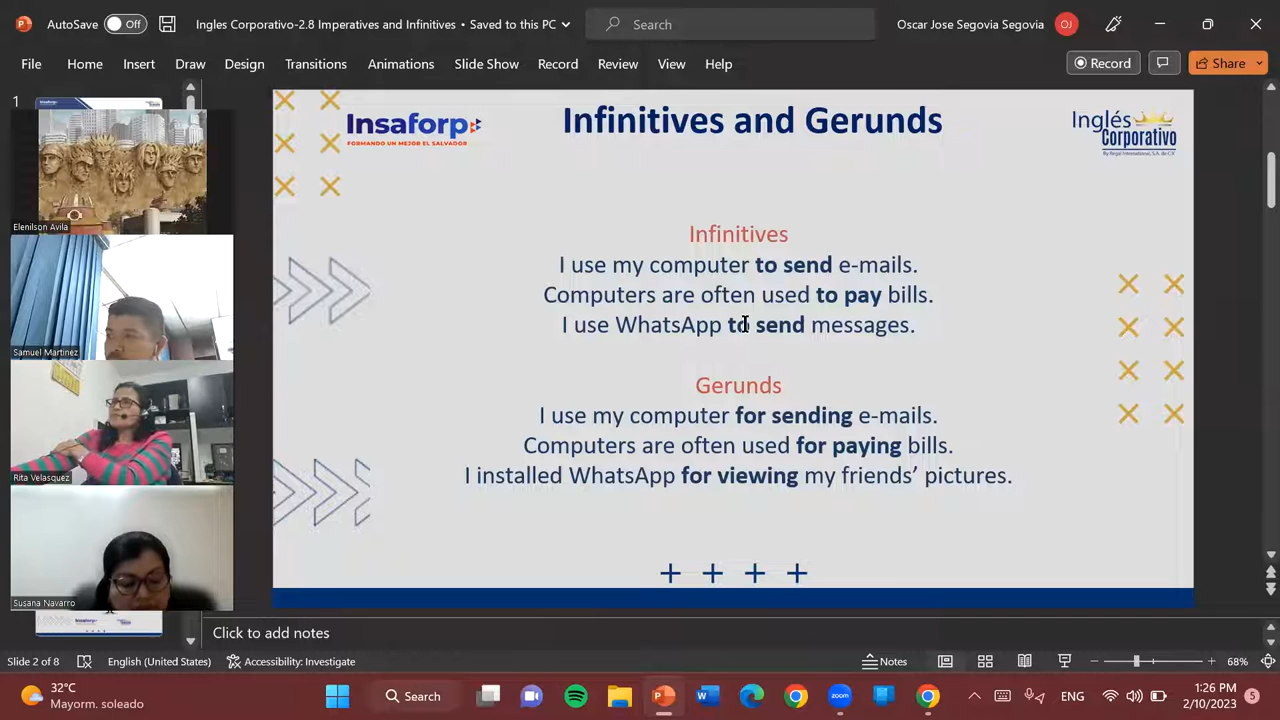 AutoSave Off
Ingles Corporativo-2.8 Imperatives and Infinitives • Saved to this PC
Search
Oscar Jose Segovia Segovia OJ
File Home Insert Draw Design Transitions Animations Slide Show Record Review View Help
Record
Share
1
Elenilson Avila
Samuel Martinez
Rita Velasquez
Susana Navarro
Insaforp
FORMANDO UN MEJOR EL SALVADOR
Infinitives and Gerunds
Inglés
Corporativo
By Regal International, S.A. de C.V.
Infinitives
I use my computer to send e-mails.
Computers are often used to pay bills.
I use WhatsApp to send messages.
Gerunds
I use my computer for sending e-mails.
Computers are often used for paying bills.
I installed WhatsApp for viewing my friends’ pictures.
Insaforp
Click to add notes
Slide 2 of 8
English (United States)
Accessibility: Investigate
Notes
68%
32°C
Mayorm. soleado
Search
zoom
ENG
1:26 PM
2/10/2023
5